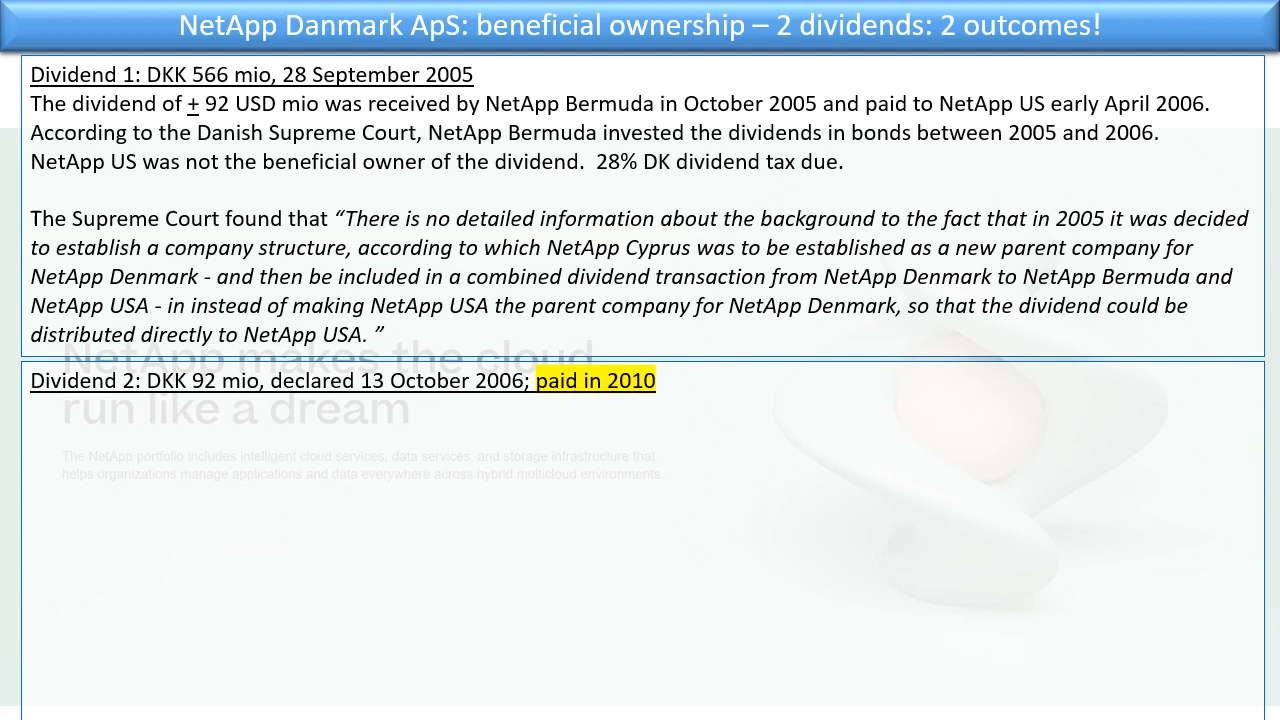 NetApp Danmark ApS: beneficial ownership – 2 dividends: 2 outcomes!
Dividend 1: DKK 566 mio, 28 September 2005
The dividend of + 92 USD mio was received by NetApp Bermuda in October 2005 and paid to NetApp US early April 2006.
According to the Danish Supreme Court, NetApp Bermuda invested the dividends in bonds between 2005 and 2006.
NetApp US was not the beneficial owner of the dividend.  28% DK dividend tax due.
The Supreme Court found that “There is no detailed information about the background to the fact that in 2005 it was decided
to establish a company structure, according to which NetApp Cyprus was to be established as a new parent company for
NetApp Denmark - and then be included in a combined dividend transaction from NetApp Denmark to NetApp Bermuda and
NetApp USA - in instead of making NetApp USA the parent company for NetApp Denmark, so that the dividend could be
distributed directly to NetApp USA. ”
NetApp makes the cloud
Dividend 2: DKK 92 mio, declared 13 October 2006; paid in 2010
run like a dream
The NetApp portfolio includes intelligent cloud services, data services, and storage infrastructure that
helps organizations manage applications and data everywhere across hybrid multicloud environments.